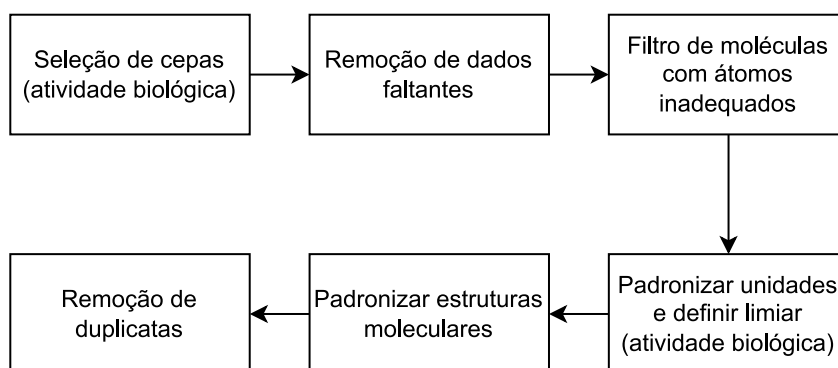 Seleção de cepas
(atividade biológica)
Remoção de dados
faltantes
Filtro de moléculas
com átomos
inadequados
Padronizar unidades
e definir limiar
(atividade biológica)
Padronizar estruturas
moleculares
Remoção de
duplicatas